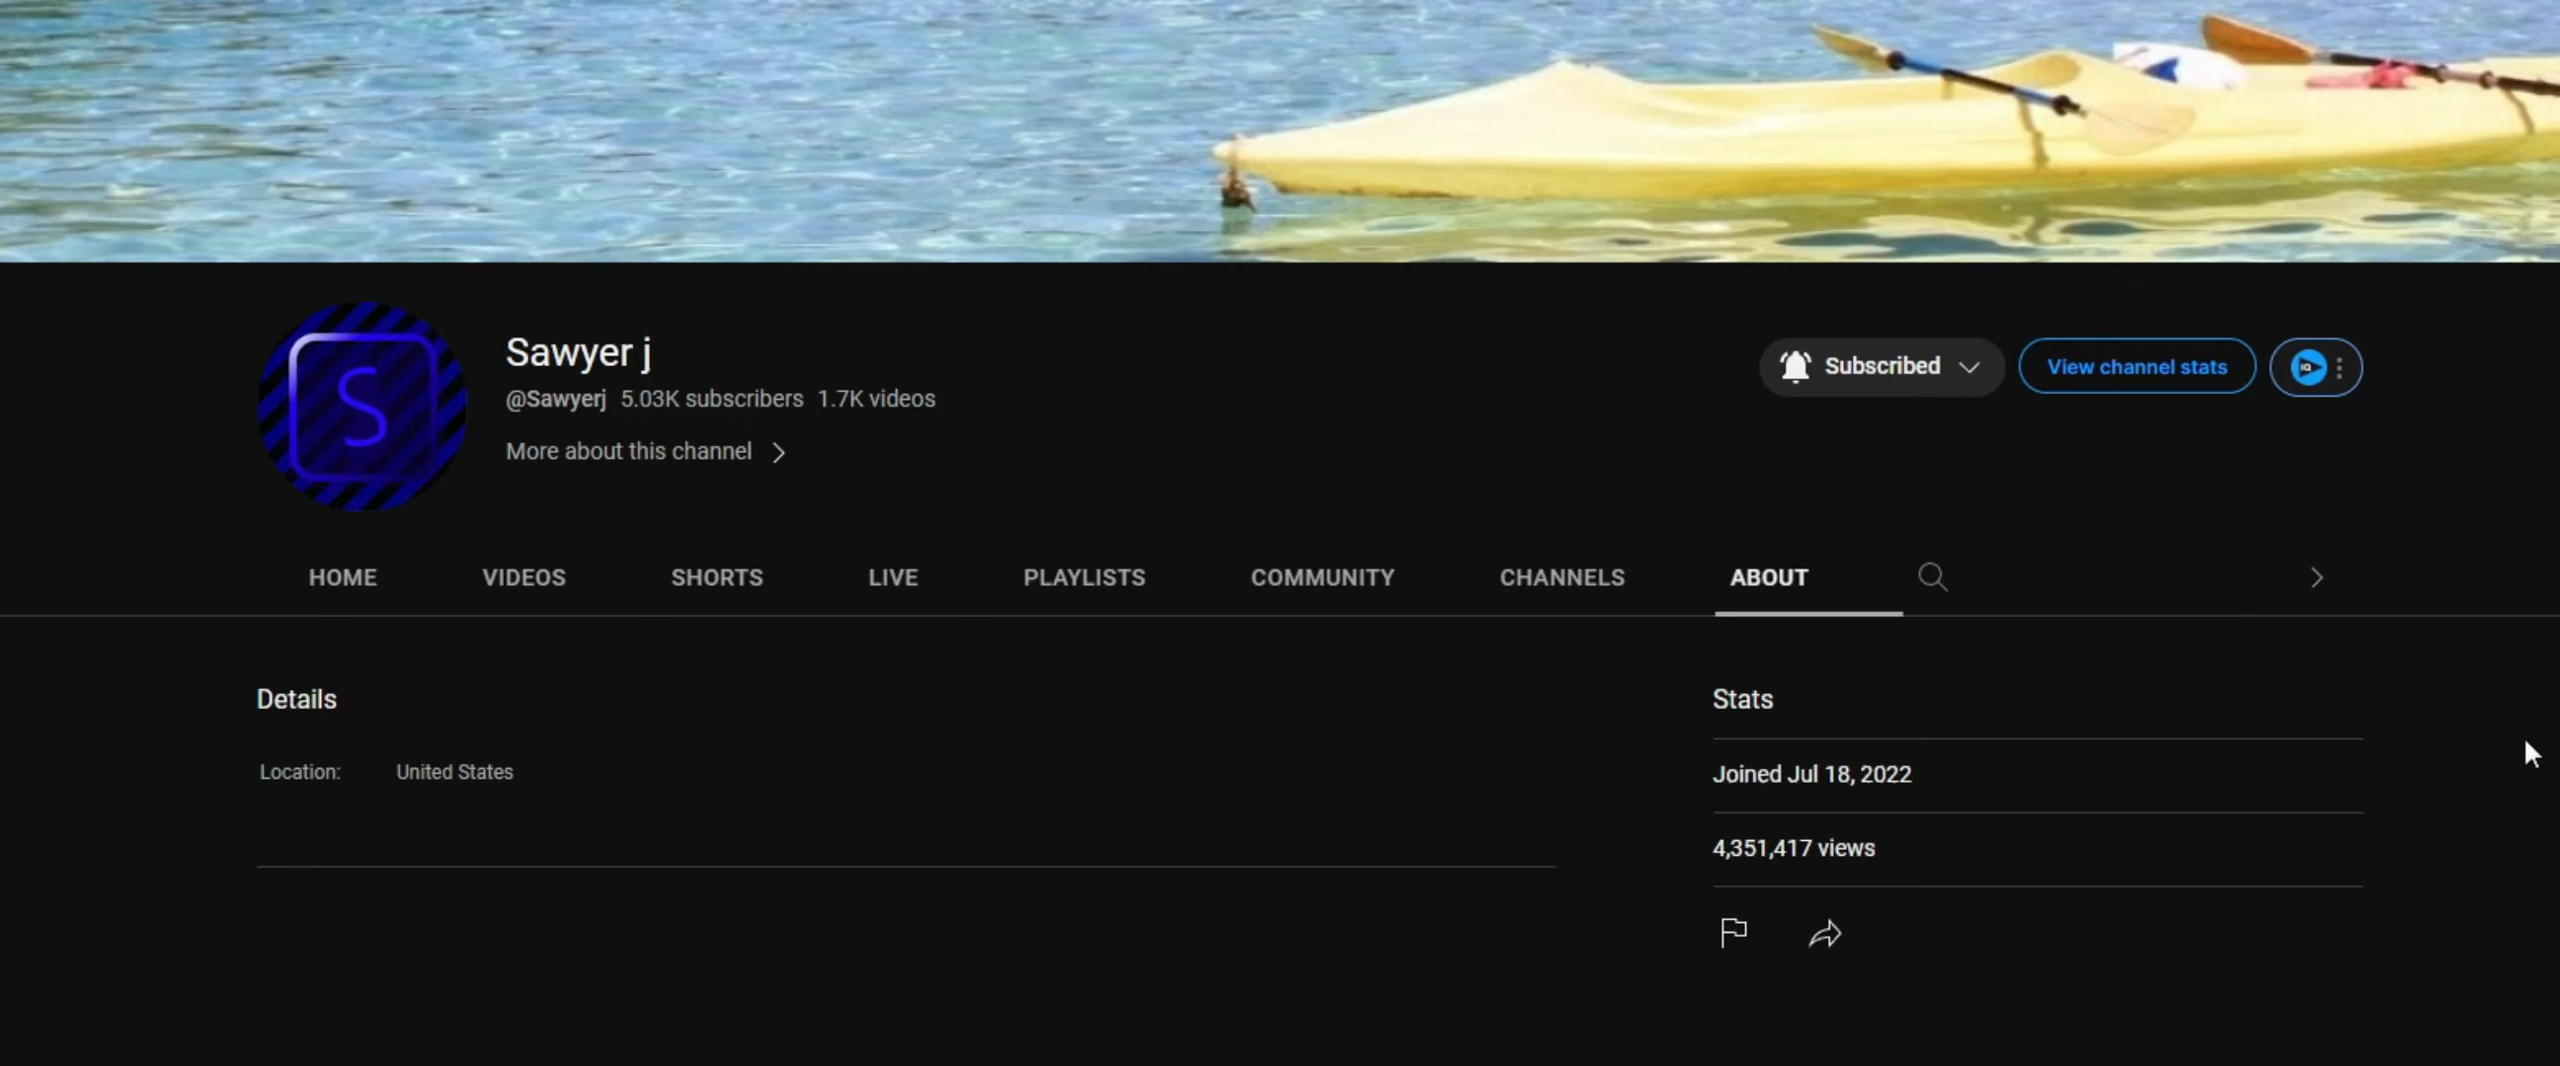 S
Sawyer j
@Sawyerj 5.03K subscribers 1.7K videos
More about this channel
Subscribed
View channel stats
IQ
HOME VIDEOS SHORTS LIVE PLAYLISTS COMMUNITY CHANNELS ABOUT
Details
Location: United States
Stats
Joined Jul 18, 2022
4,351,417 views